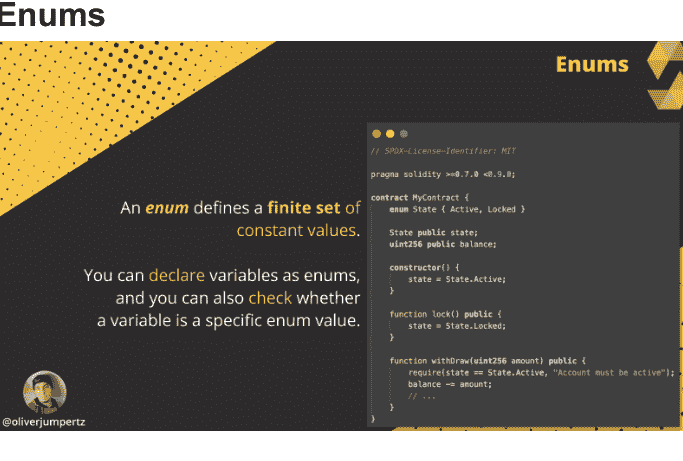 Enums
Enums
An enum defines a finite set of
constant values.
You can declare variables as enums,
and you can also check whether
a variable is a specific enum value.
@oliverjumpertz
// SPDX-License-Identifier: MIT
pragma solidity >=0.7.0 <0.9.0;
contract MyContract {
enum State { Active, Locked }
State public state;
uint256 public balance;
constructor() {
state = State.Active;
}
function lock() public {
state = State.Locked;
}
function withDraw(uint256 amount) public {
require(state == State.Active, "Account must be active");
balance -= amount;
// ...
}
}